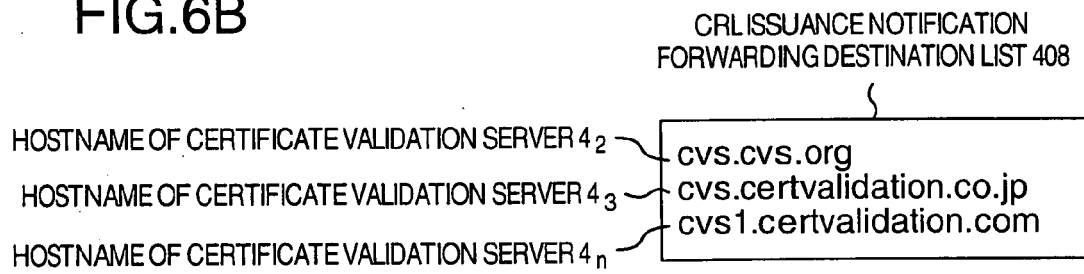 FIG.6B
CRL ISSUANCE NOTIFICATION
FORWARDING DESTINATION LIST 408
HOSTNAME OF CERTIFICATE VALIDATION SERVER 4₂
cvs.cvs.org
HOSTNAME OF CERTIFICATE VALIDATION SERVER 4₃
cvs.certvalidation.co.jp
HOSTNAME OF CERTIFICATE VALIDATION SERVER 4ₙ
cvs1.certvalidation.com